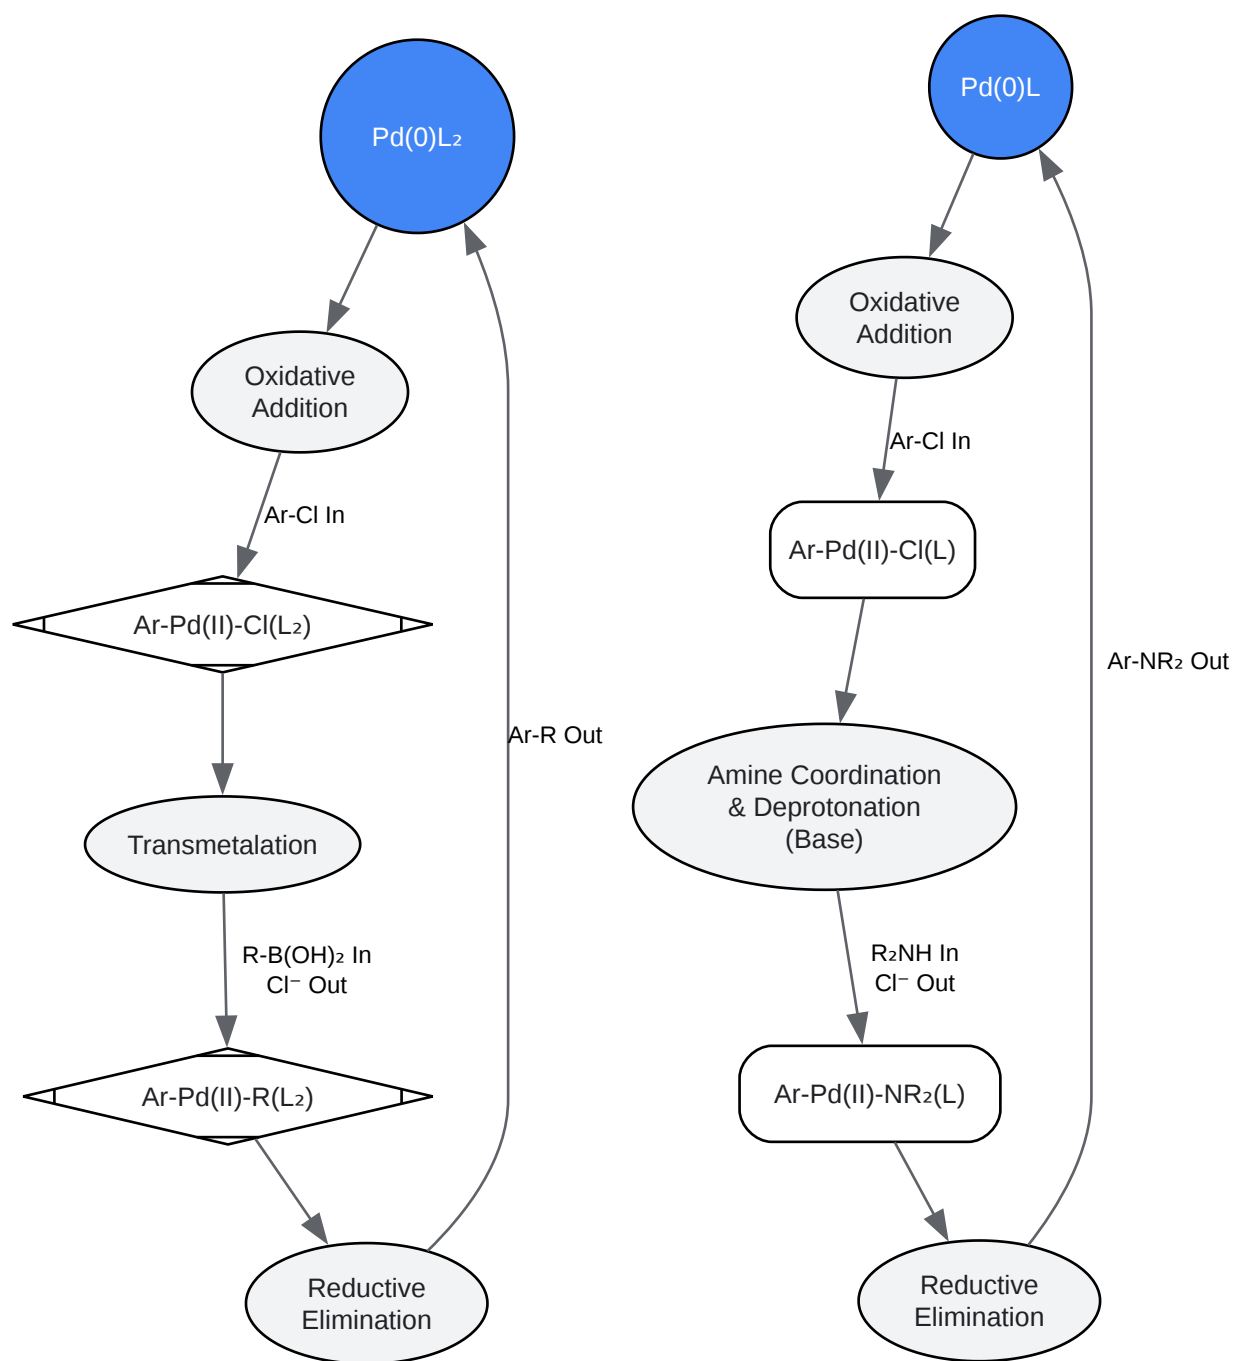 Pd(0)L₂
Oxidative
Addition
Ar-Cl In
Ar-Pd(II)-Cl(L₂)
Transmetalation
R-B(OH)₂ In
Cl⁻ Out
Ar-Pd(II)-R(L₂)
Reductive
Elimination
Ar-R Out
Pd(0)L
Oxidative
Addition
Ar-Cl In
Ar-Pd(II)-Cl(L)
Amine Coordination
& Deprotonation
(Base)
R₂NH In
Cl⁻ Out
Ar-Pd(II)-NR₂(L)
Reductive
Elimination
Ar-NR₂ Out